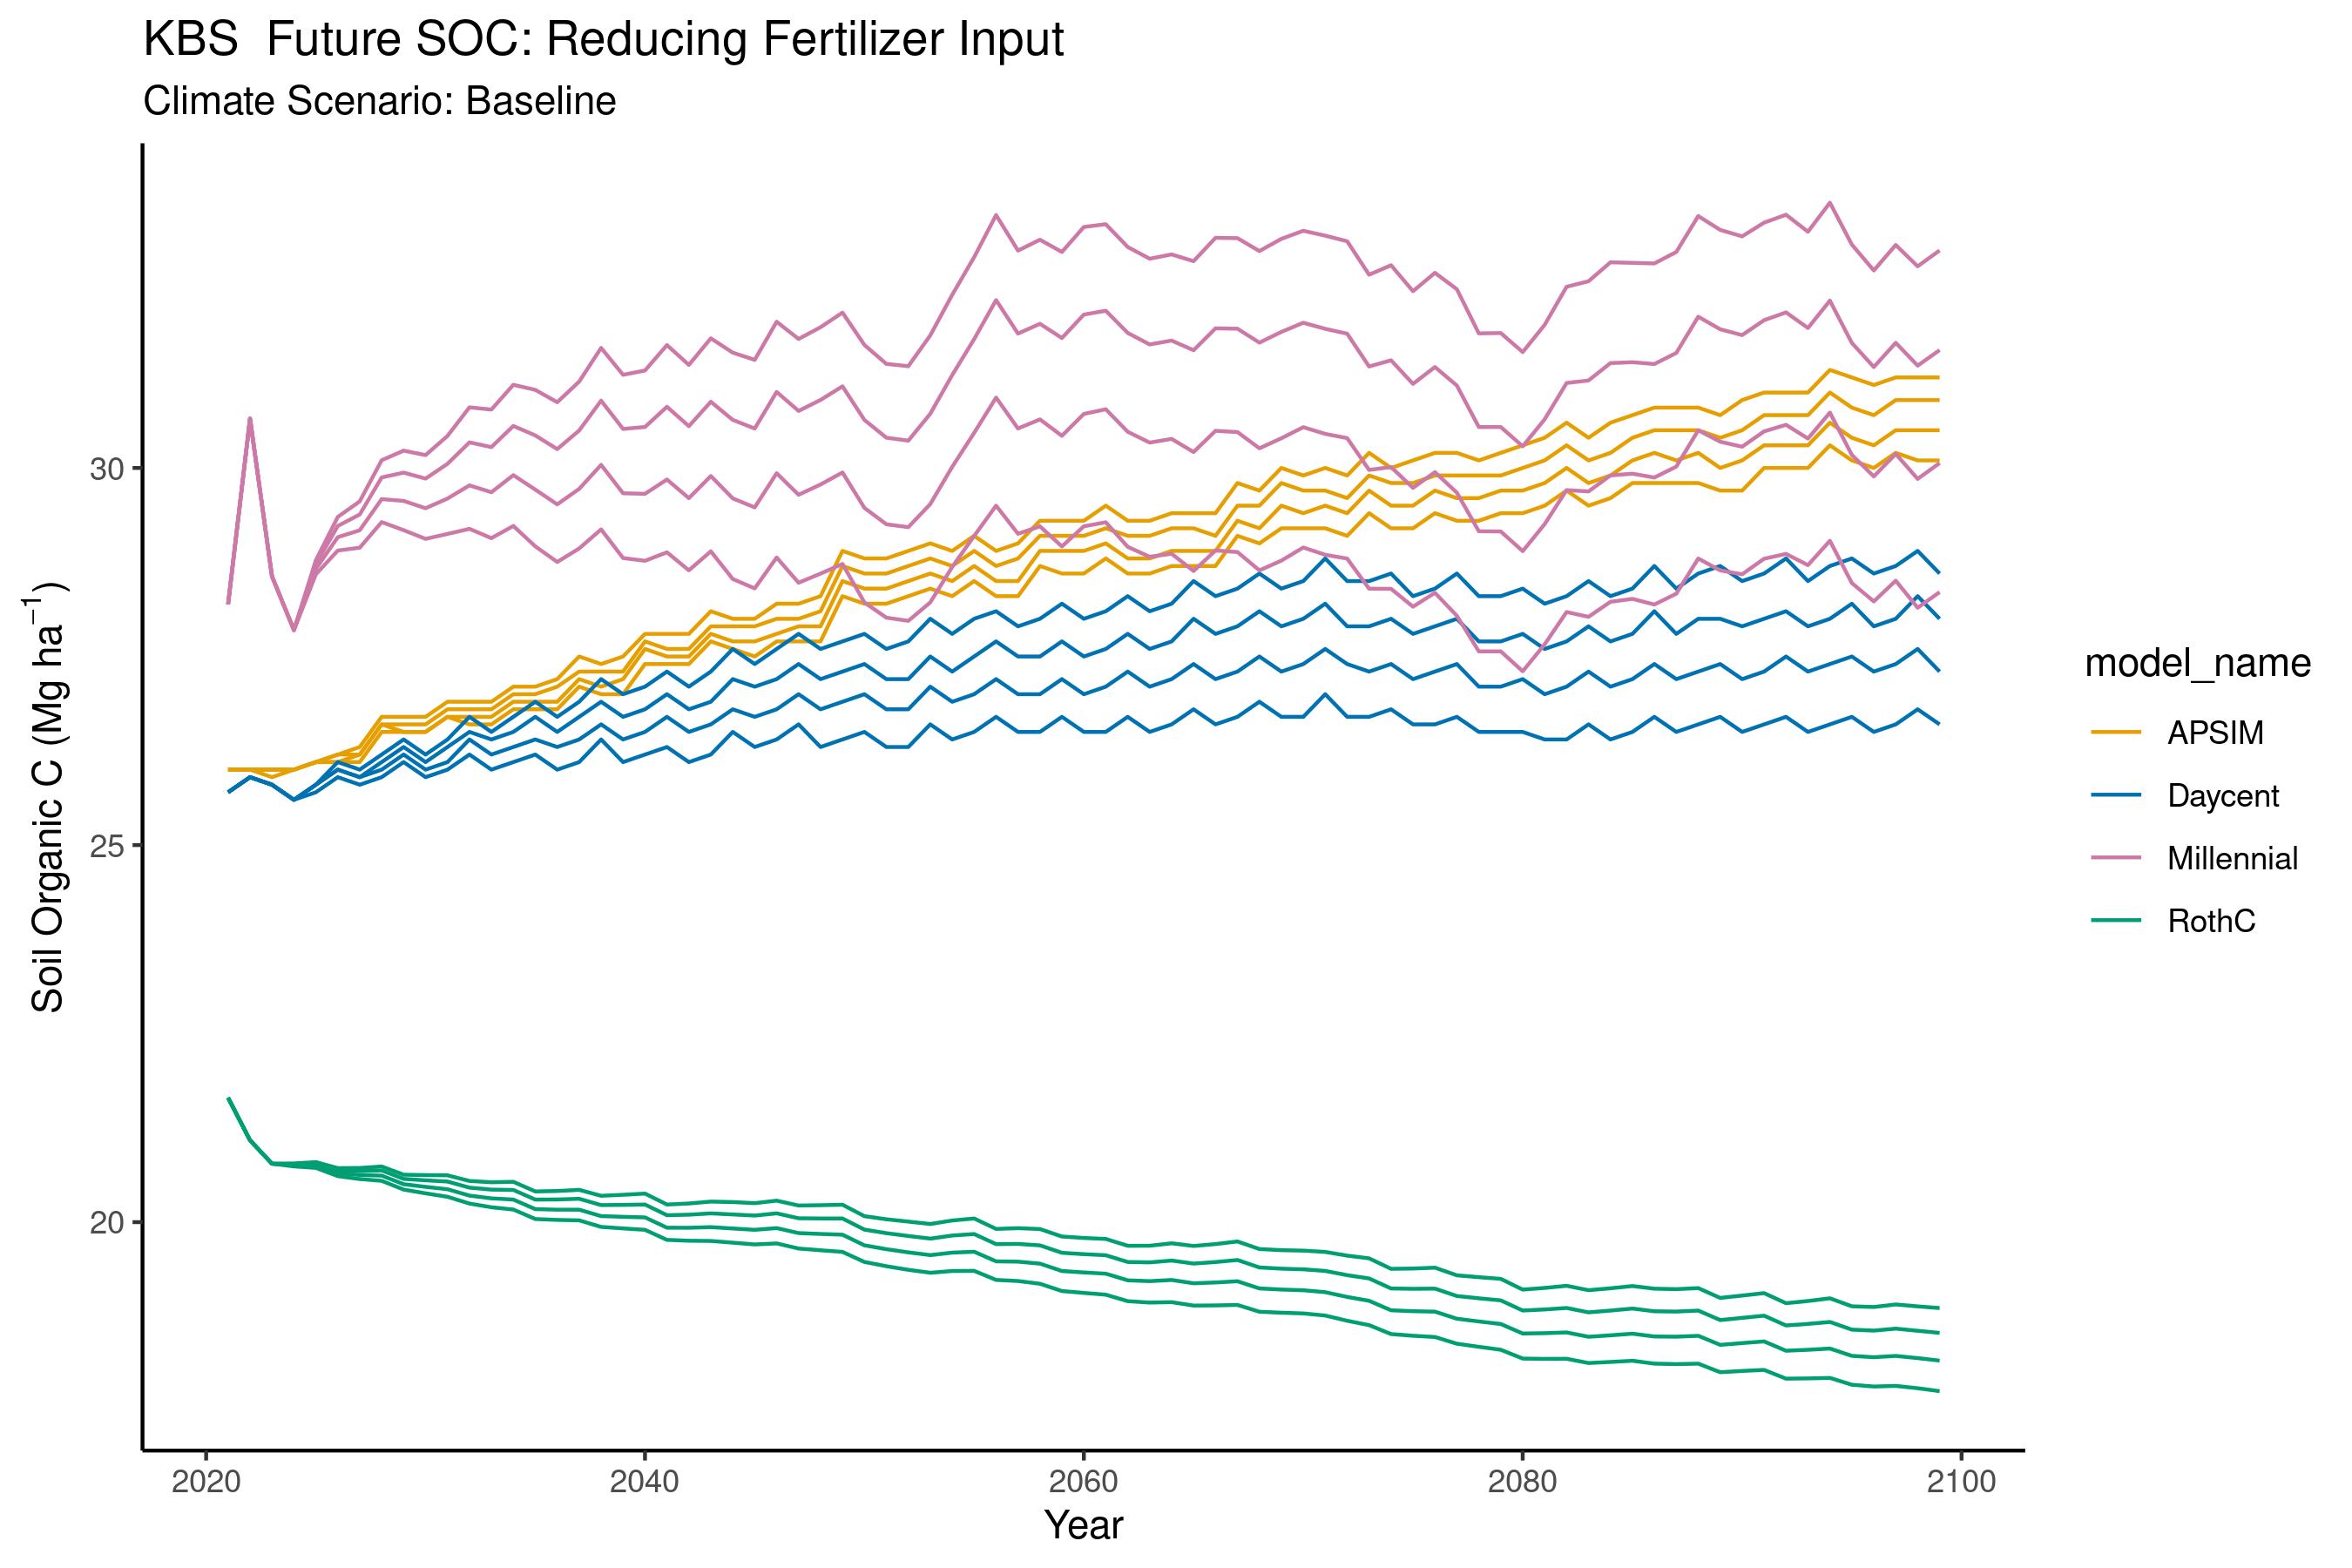 KBS  Future SOC: Reducing Fertilizer Input
Climate Scenario: Baseline
Soil Organic C (Mg ha⁻¹)
30
25
20
2020
2040
2060
2080
2100
Year
model_name
APSIM
Daycent
Millennial
RothC